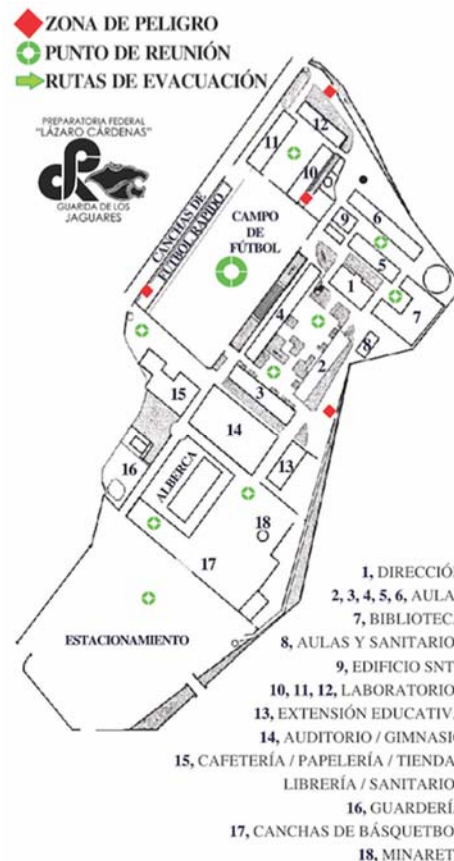 ZONA DE PELIGRO
PUNTO DE REUNIÓN
RUTAS DE EVACUACIÓN
PREPARATORIA FEDERAL
"LÁZARO CÁRDENAS"
GUARIDA DE LOS
JAGUARES
12
11
10
CANCHAS DE
FÚTBOL RÁPIDO
CAMPO
DE
FÚTBOL
9
6
5
1
7
4
8
2
3
15
14
13
16
ALBERCA
18
17
ESTACIONAMIENTO
1, DIRECCIÓ
2, 3, 4, 5, 6, AULA
7, BIBLIOTEC
8, AULAS Y SANITARIO
9, EDIFICIO SNT
10, 11, 12, LABORATORIO
13, EXTENSIÓN EDUCATIV
14, AUDITORIO / GIMNASI
15, CAFETERÍA / PAPELERÍA / TIENDA
LIBRERÍA / SANITARIO
16, GUARDERÍ
17, CANCHAS DE BÁSQUETBO
18, MINARET